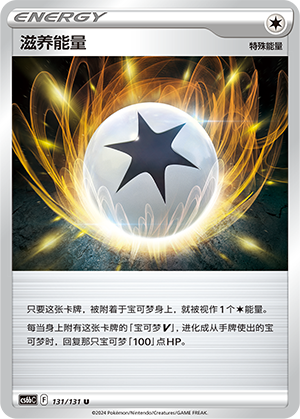 ENERGY
滋养能量
特殊能量
只要这张卡牌，被附着于宝可梦身上，就被视作1个能量。
每当身上附有这张卡牌的「宝可梦V」，进化成从手牌使出的宝可梦时，回复那只宝可梦「100」点HP。
CS6bC F 131/131 U
©2024 Pokémon/Nintendo/Creatures/GAME FREAK.